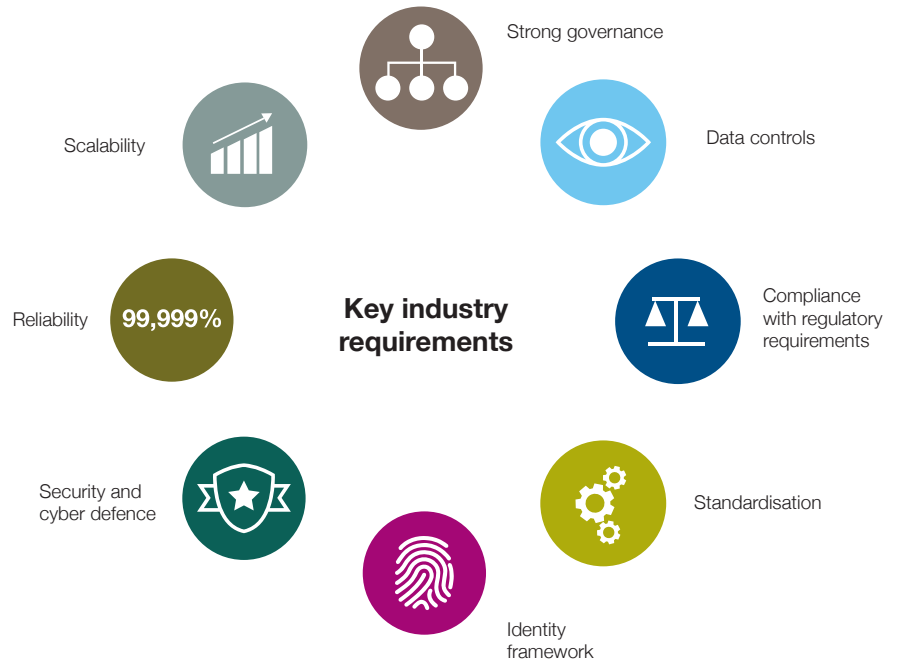 Strong governance
Data controls
Scalability
Compliance
with regulatory
requirements
Reliability
99,999%
Key industry
requirements
Security and
cyber defence
Standardisation
Identity
framework